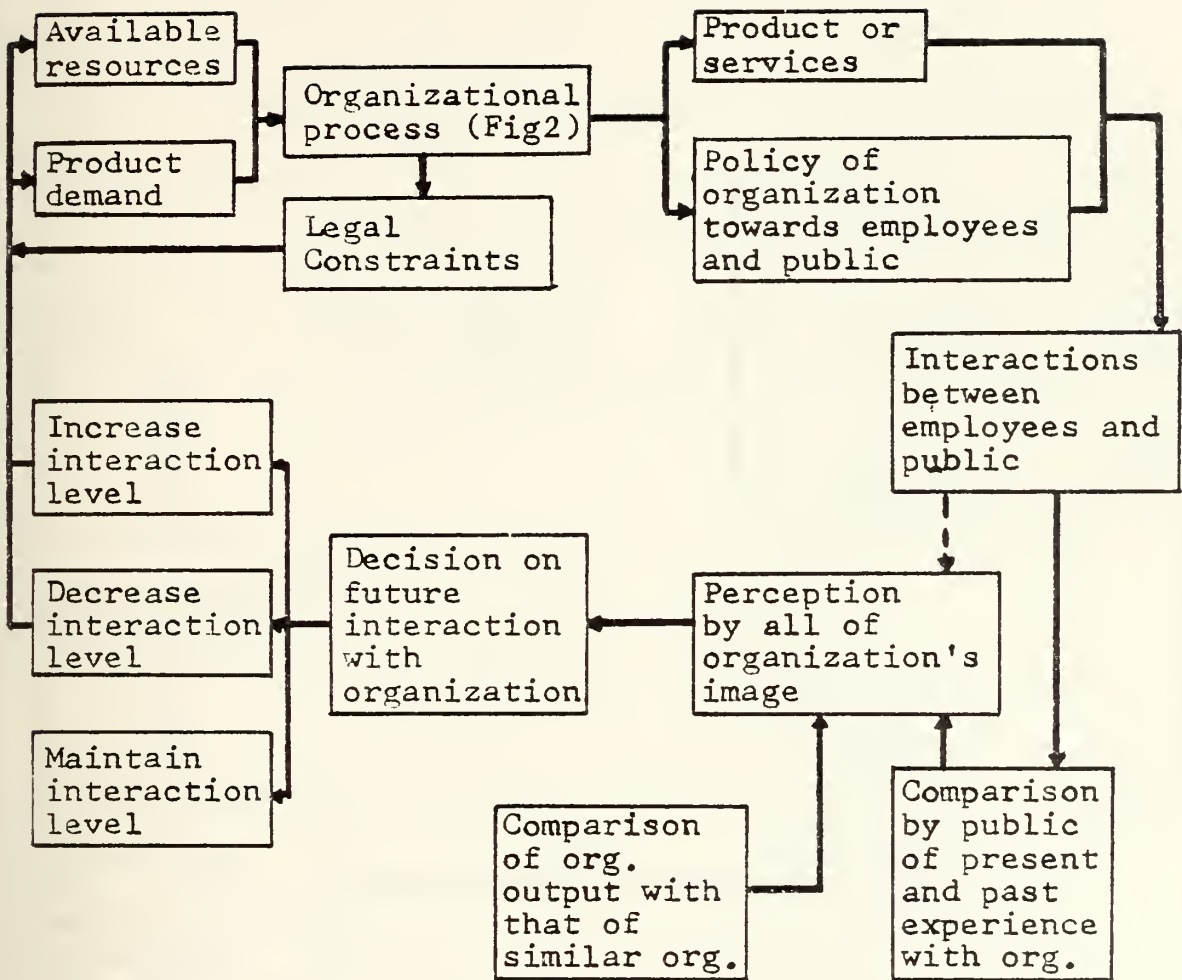 Available
resources
Product
demand
Organizational
process (Fig2)
Legal
Constraints
Product or
services
Policy of
organization
towards employees
and public
Interactions
between
employees and
public
Increase
interaction
level
Decrease
interaction
level
Maintain
interaction
level
Decision on
future
interaction
with
organization
Perception
by all of
organization's
image
Comparison
of org.
output with
that of
similar org.
Comparison
by public
of present
and past
experience
with org.